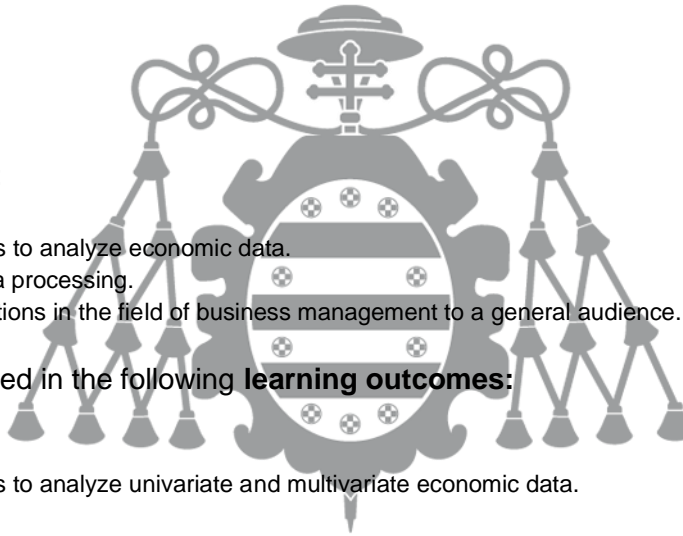 s to analyze economic data.
a processing.
tions in the field of business management to a general audience.
ed in the following learning outcomes:
s to analyze univariate and multivariate economic data.